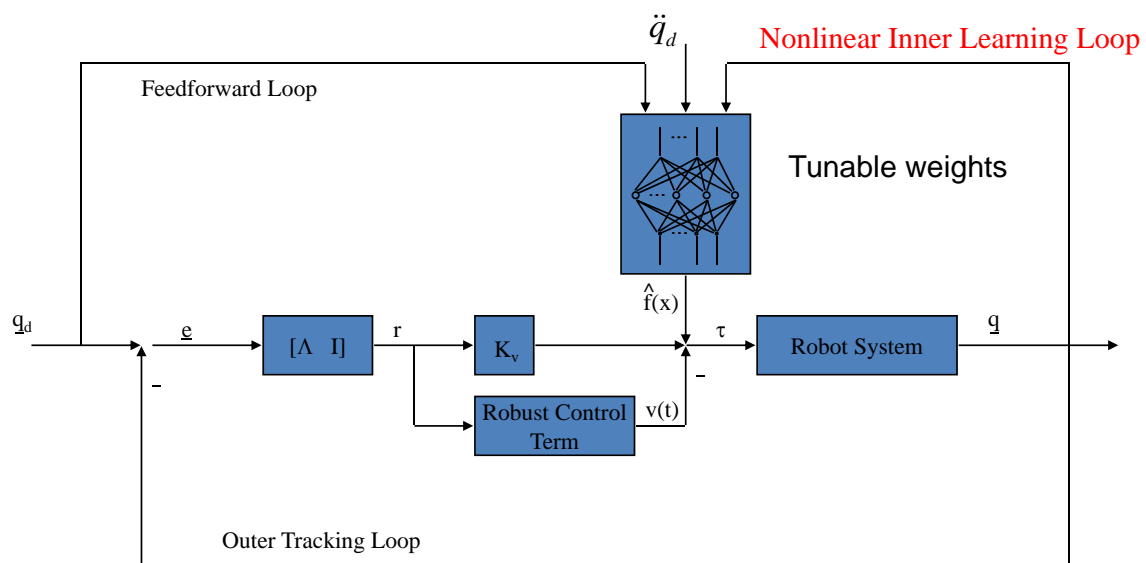 q̈d
Nonlinear Inner Learning Loop
Feedforward Loop
...
Tunable weights
...
...
^
f(x)
qd
e
[Λ I]
r
Kv
τ
Robot System
q
−
−
Robust Control
Term
v(t)
Outer Tracking Loop